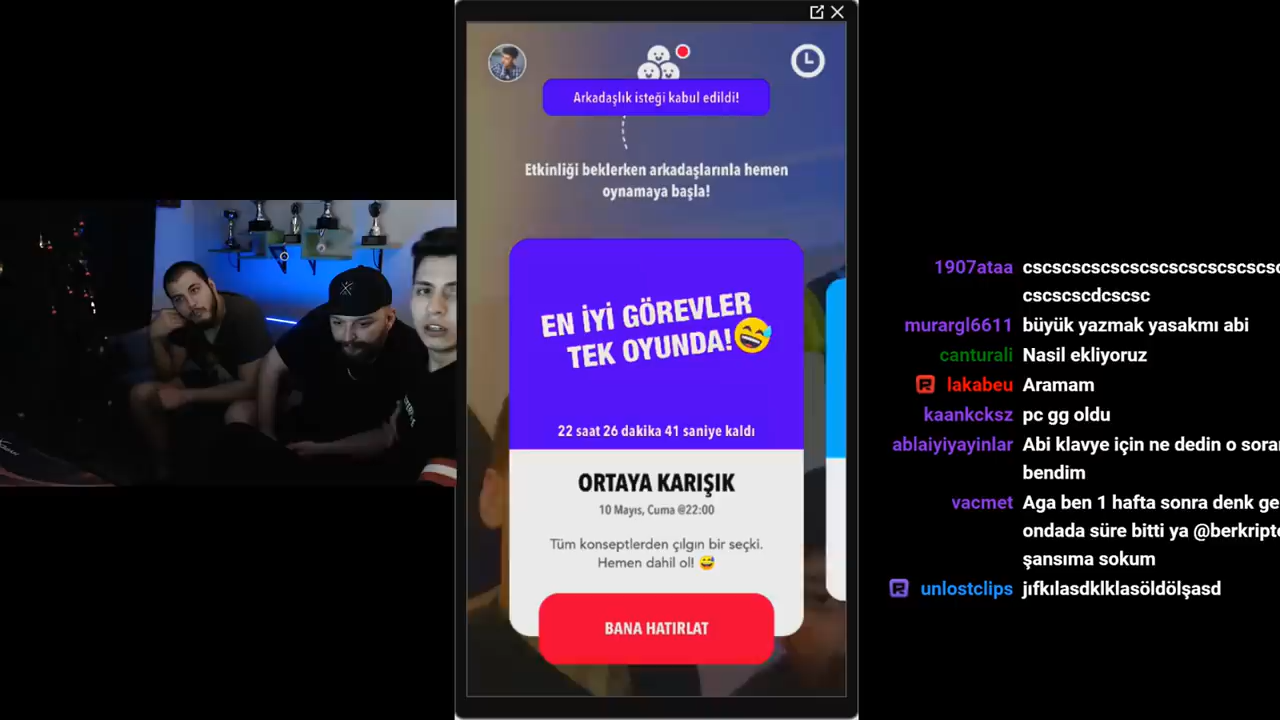 Arkadaşlık isteği kabul edildi!
Etkinliği beklerken arkadaşlarınla hemen
oynamaya başla!
EN İYİ GÖREVLER
TEK OYUNDA!
22 saat 26 dakika 41 saniye kaldı
ORTAYA KARIŞIK
10 Mayıs, Cuma @22:00
Tüm konseptlerden çılgın bir seçki.
Hemen dahil ol!
BANA HATIRLAT
1907ataa cscscscscscscscscscscscscscsc
cscscscdcscsc
murargl6611 büyük yazmak yasakmı abi
canturali Nasil ekliyoruz
lakabeu Aramam
kaankcksz pc gg oldu
ablaiyiyayinlar Abi klavye için ne dedin o
bendim
vacmet Aga ben 1 hafta sonra denk
ondada süre bitti ya
şansıma sokum
unlostclips jıfkılasdklklasöldölşasd